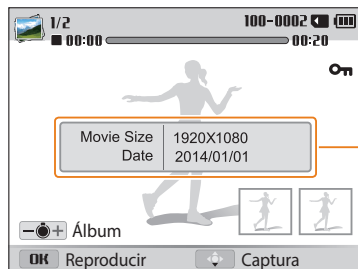 1/2 100-0002
00:00 00:20
Movie Size 1920X1080
Date 2014/01/01
Álbum
OK Reproducir Captura